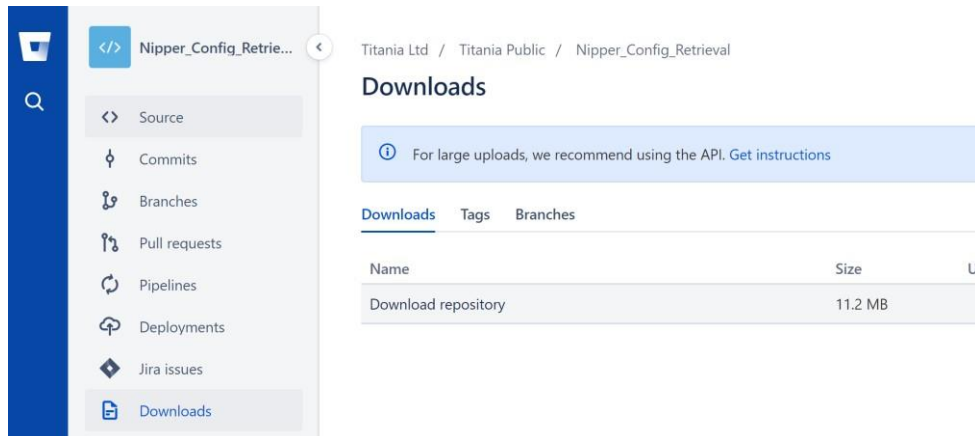 </> Nipper_Config_Retrie...
Source
Commits
Branches
Pull requests
Pipelines
Deployments
Jira issues
Downloads
Titania Ltd / Titania Public / Nipper_Config_Retrieval
Downloads
For large uploads, we recommend using the API. Get instructions
Downloads Tags Branches
Name Size U
Download repository 11.2 MB